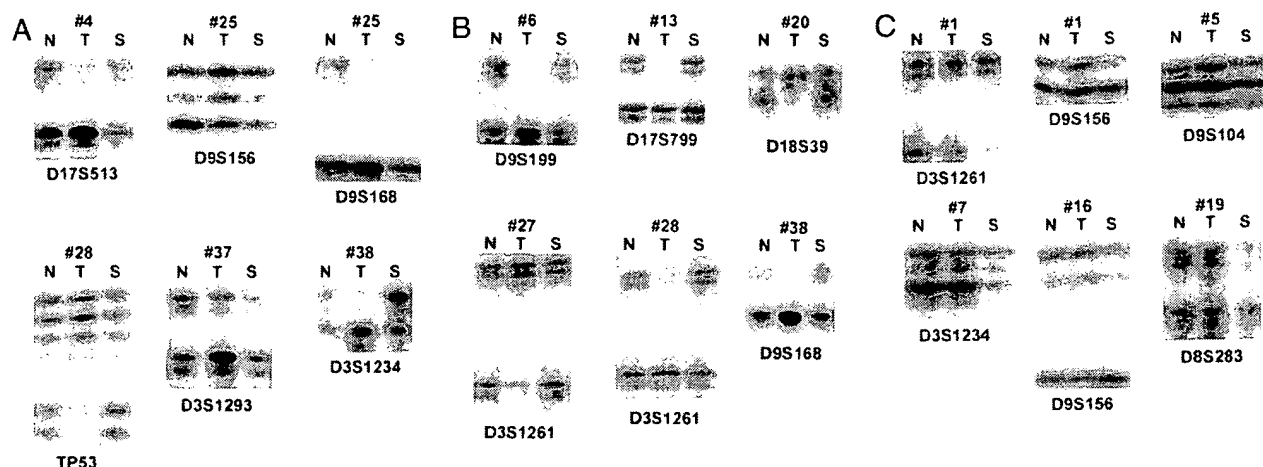 A
#4
N T S
D17S513
#25
N T S
D9S156
#25
N T S
D9S168
#28
N T S
TP53
#37
N T S
D3S1293
#38
N T S
D3S1234
B
#6
N T S
D9S199
#13
N T S
D17S799
#20
N T S
D18S39
#27
N T S
D3S1261
#28
N T S
D3S1261
#38
N T S
D9S168
C
#1
N T S
D3S1261
#1
N T S
D9S156
#5
N T S
D9S104
#7
N T S
D3S1234
#16
N T S
D9S156
#19
N T S
D8S283